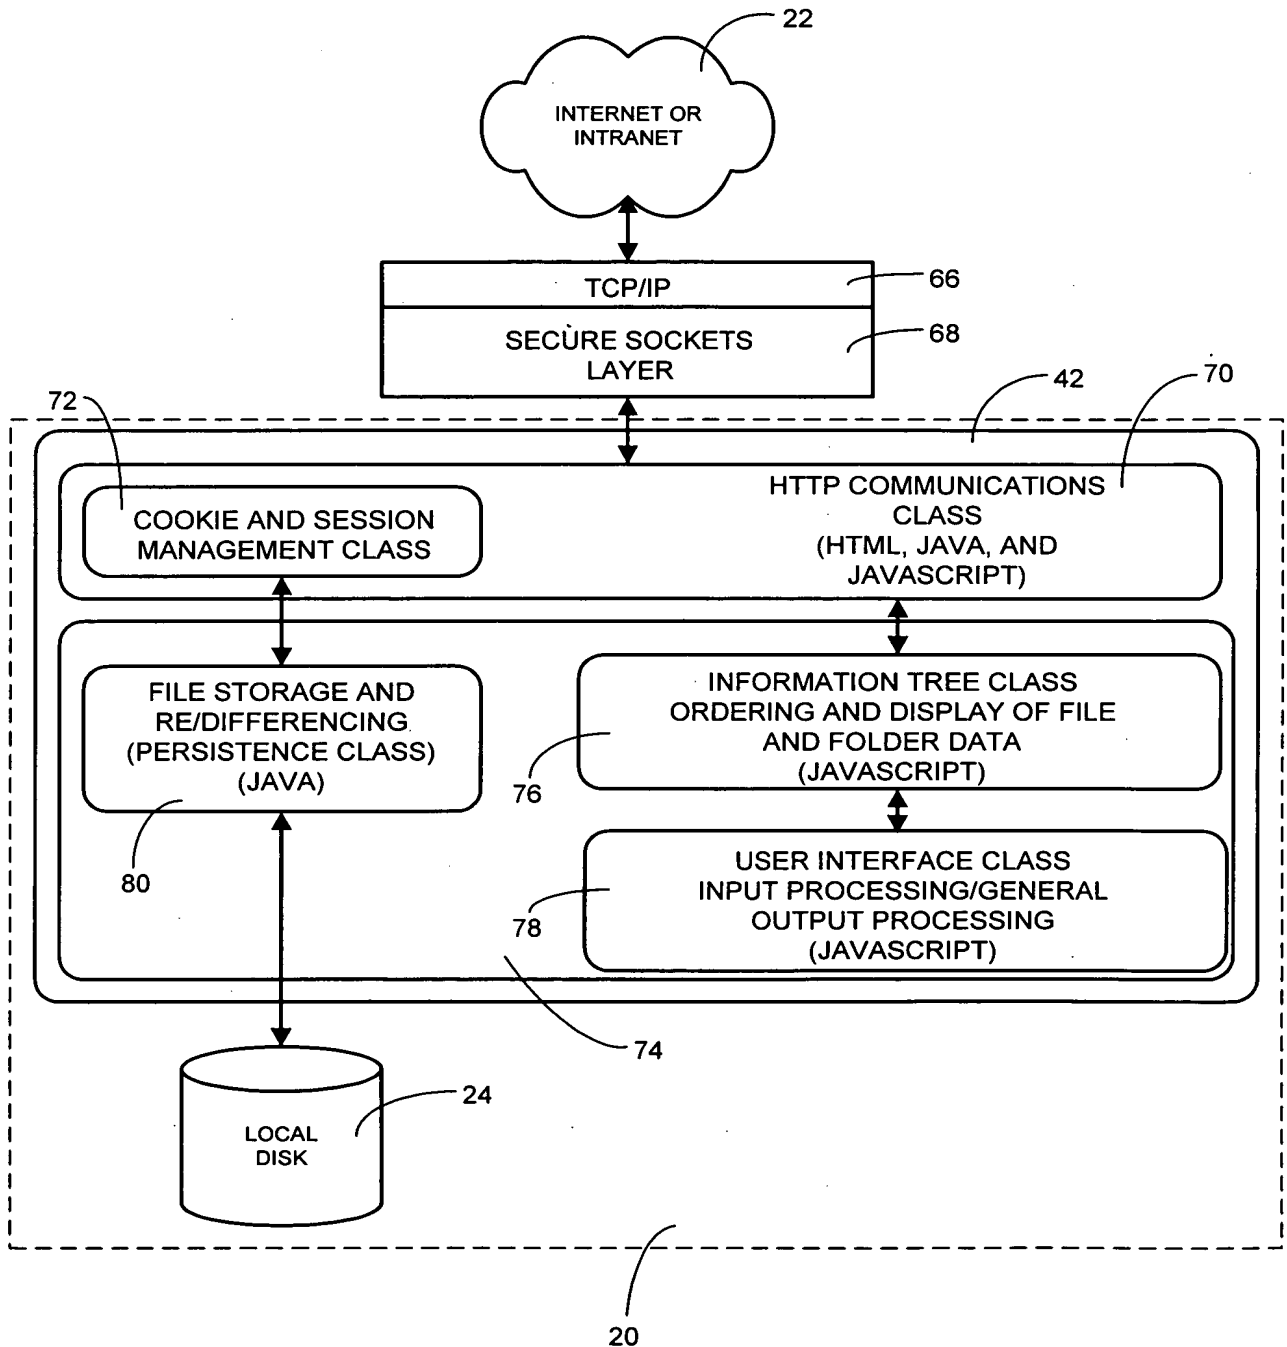 22
INTERNET OR
INTRANET
TCP/IP
66
SECURE SOCKETS
LAYER
68
42
70
72
HTTP COMMUNICATIONS
CLASS
(HTML, JAVA, AND
JAVASCRIPT)
COOKIE AND SESSION
MANAGEMENT CLASS
FILE STORAGE AND
RE/DIFFERENCING
(PERSISTENCE CLASS)
(JAVA)
80
INFORMATION TREE CLASS
ORDERING AND DISPLAY OF FILE
AND FOLDER DATA
(JAVASCRIPT)
76
USER INTERFACE CLASS
INPUT PROCESSING/GENERAL
OUTPUT PROCESSING
(JAVASCRIPT)
78
74
24
LOCAL
DISK
20